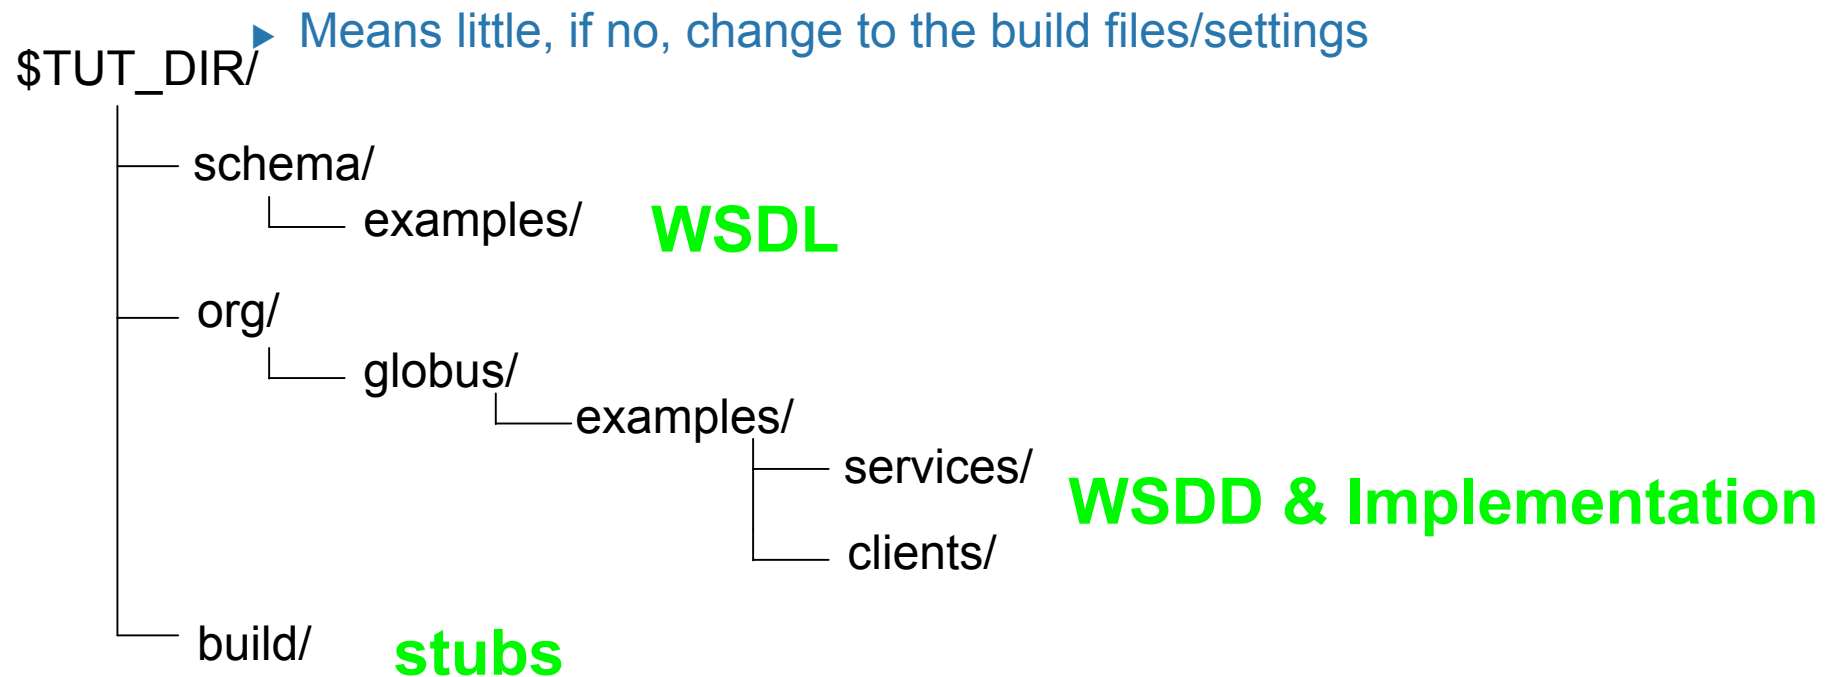 Means little, if no, change to the build files/settings
$TUT_DIR/
schema/
examples/ WSDL
org/
globus/
examples/
services/
WSDD & Implementation
clients/
build/ stubs